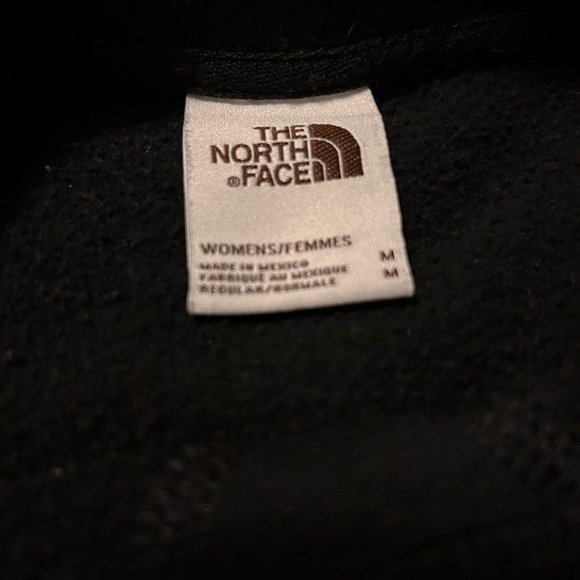 THE
NORTH
®FACE
WOMENS/FEMMES
MADE IN MEXICO M
FABRIQUÉ AU MEXIQUE M
REGULAR/NORMALE